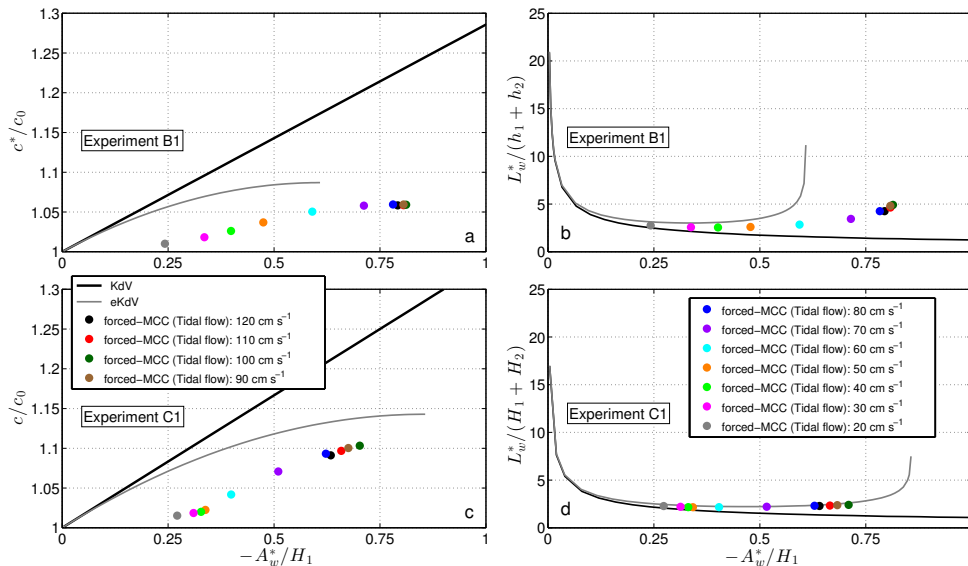 1.3
1.25
1.2
1.15
1.1
1.05
1
c*/c₀
Experiment B1
a
0
0.25
0.5
0.75
1
25
20
15
10
5
0
L*w/(h₁ + h₂)
Experiment B1
b
0
0.25
0.5
0.75
1.3
1.25
1.2
1.15
1.1
1.05
1
c/c₀
KdV
eKdV
forced-MCC (Tidal flow): 120 cm s⁻¹
forced-MCC (Tidal flow): 110 cm s⁻¹
forced-MCC (Tidal flow): 100 cm s⁻¹
forced-MCC (Tidal flow): 90 cm s⁻¹
Experiment C1
c
0
0.25
0.5
0.75
1
−A*w/H₁
25
20
15
10
5
0
L*w/(H₁ + H₂)
forced-MCC (Tidal flow): 80 cm s⁻¹
forced-MCC (Tidal flow): 70 cm s⁻¹
forced-MCC (Tidal flow): 60 cm s⁻¹
forced-MCC (Tidal flow): 50 cm s⁻¹
forced-MCC (Tidal flow): 40 cm s⁻¹
forced-MCC (Tidal flow): 30 cm s⁻¹
forced-MCC (Tidal flow): 20 cm s⁻¹
Experiment C1
d
0
0.25
0.5
0.75
−A*w/H₁